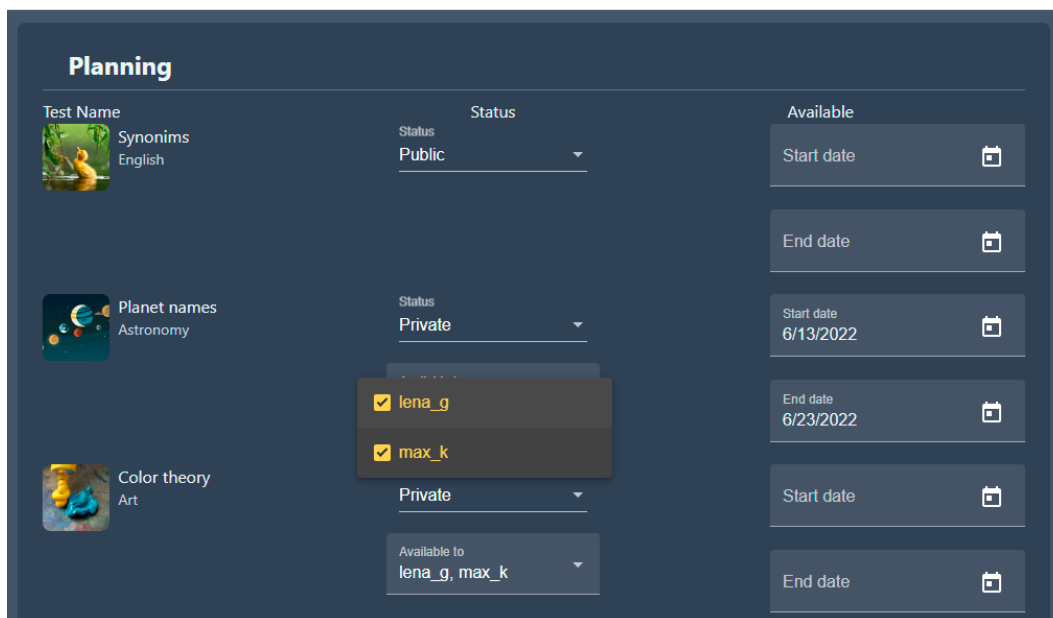 Planning
Test Name Status Available
Synonims
English
Status
Public
Start date
End date
Planet names
Astronomy
Status
Private
Start date
6/13/2022
lena_g
max_k
End date
6/23/2022
Color theory
Art
Private
Start date
Available to
lena_g, max_k
End date